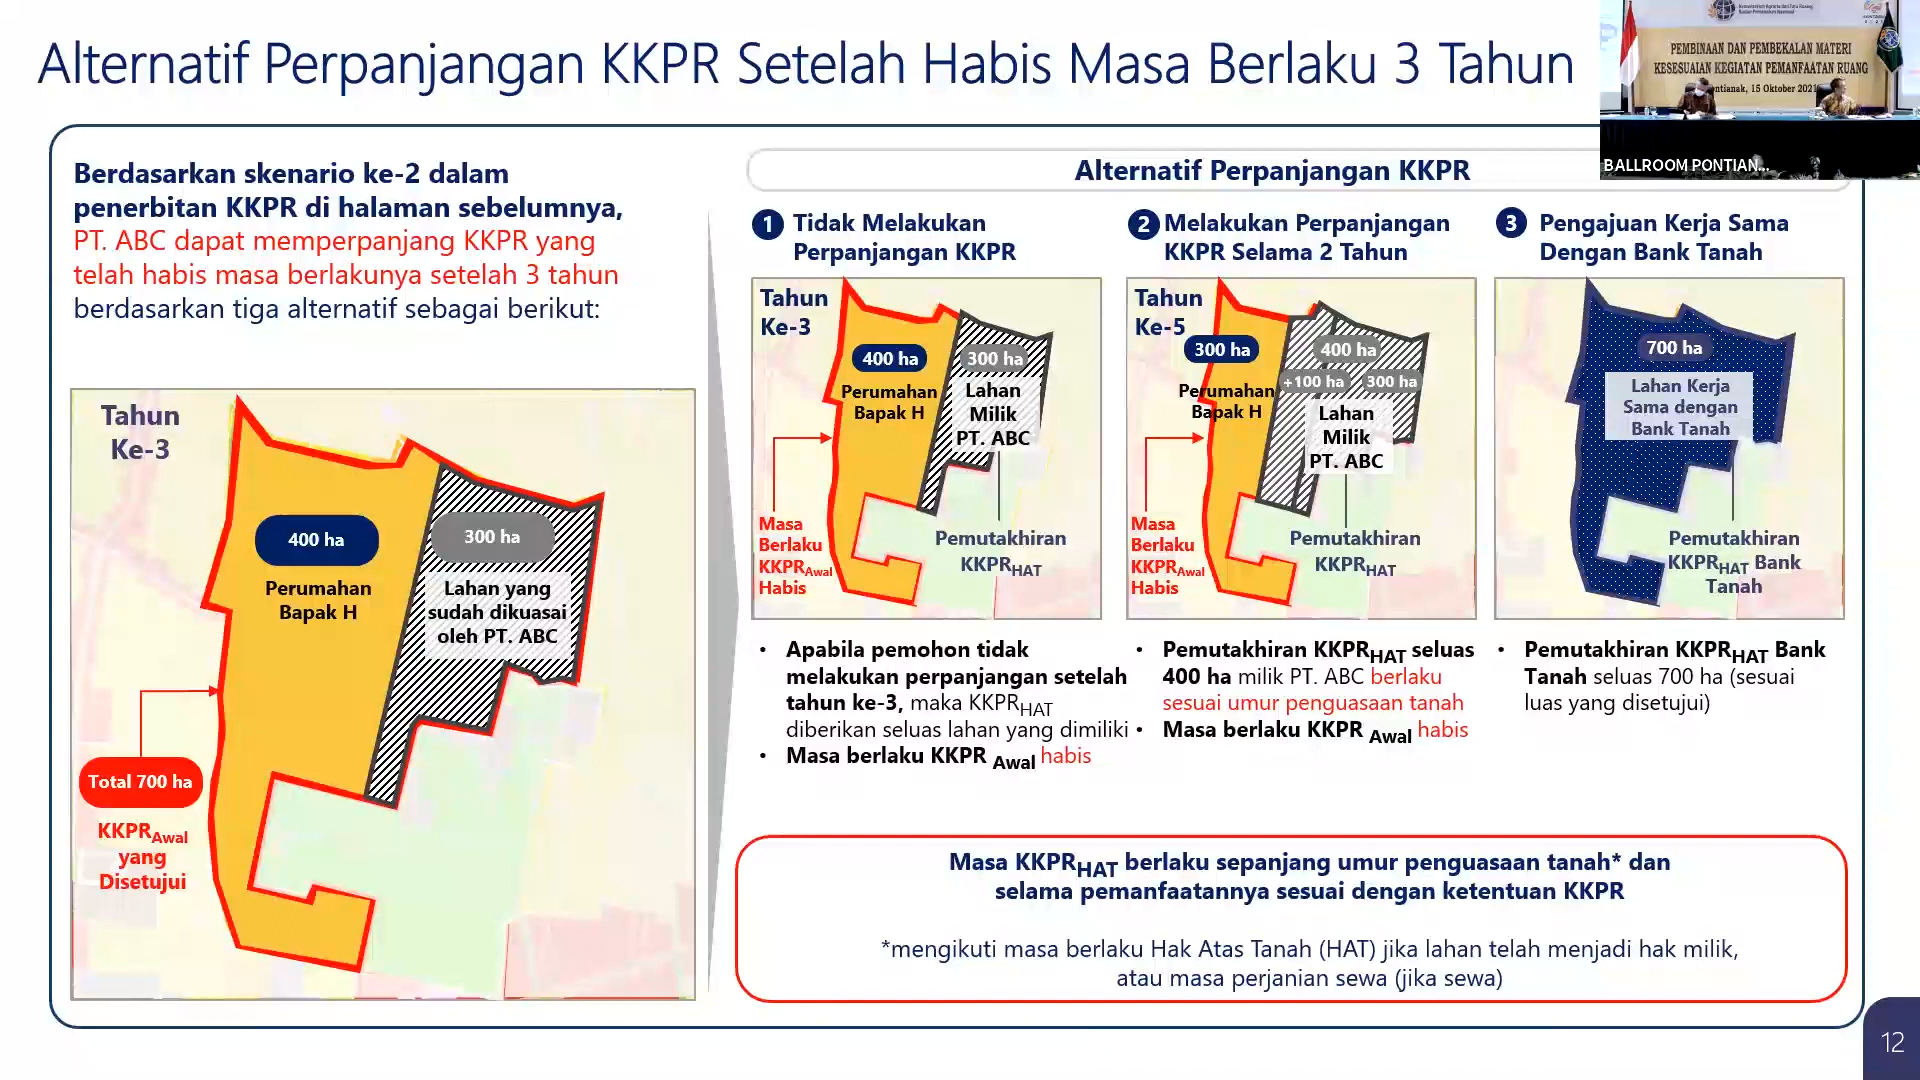 Alternatif Perpanjangan KKPR Setelah Habis Masa Berlaku 3 Tahun
PEMBINAAN DAN PEMBEKALAN MATERI
KESESUAIAN KEGIATAN PEMANFAATAN RUANG
15 Oktober 2021
BALLROOM PONTIAN...
Berdasarkan skenario ke-2 dalam
penerbitan KKPR di halaman sebelumnya,
PT. ABC dapat memperpanjang KKPR yang
telah habis masa berlakunya setelah 3 tahun
berdasarkan tiga alternatif sebagai berikut:
Tahun
Ke-3
400 ha
Perumahan
Bapak H
300 ha
Lahan yang
sudah dikuasai
oleh PT. ABC
Total 700 ha
KKPRAwal
yang
Disetujui
Alternatif Perpanjangan KKPR
1 Tidak Melakukan
Perpanjangan KKPR
Tahun
Ke-3
400 ha
Perumahan
Bapak H
300 ha
Lahan
Milik
PT. ABC
Masa
Berlaku
KKPRAwal
Habis
Pemutakhiran
KKPRHAT
• Apabila pemohon tidak
melakukan perpanjangan setelah
tahun ke-3, maka KKPRHAT
diberikan seluas lahan yang dimiliki
• Masa berlaku KKPR Awal habis
2 Melakukan Perpanjangan
KKPR Selama 2 Tahun
Tahun
Ke-5
300 ha
Perumahan
Bapak H
400 ha
+100 ha 300 ha
Lahan
Milik
PT. ABC
Masa
Berlaku
KKPRAwal
Habis
Pemutakhiran
KKPRHAT
• Pemutakhiran KKPRHAT seluas
400 ha milik PT. ABC berlaku
sesuai umur penguasaan tanah
• Masa berlaku KKPR Awal habis
3 Pengajuan Kerja Sama
Dengan Bank Tanah
700 ha
Lahan Kerja
Sama dengan
Bank Tanah
Pemutakhiran
KKPRHAT Bank
Tanah
• Pemutakhiran KKPRHAT Bank
Tanah seluas 700 ha (sesuai
luas yang disetujui)
Masa KKPRHAT berlaku sepanjang umur penguasaan tanah* dan
selama pemanfaatannya sesuai dengan ketentuan KKPR
*mengikuti masa berlaku Hak Atas Tanah (HAT) jika lahan telah menjadi hak milik,
atau masa perjanian sewa (jika sewa)
12